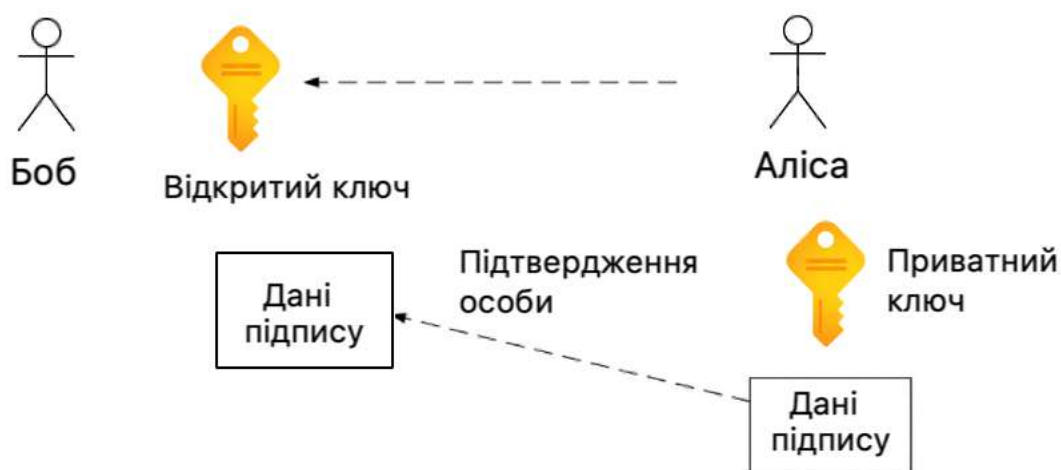 Боб
Відкритий ключ
Аліса
Дані
підпису
Підтвердження
особи
Приватний
ключ
Дані
підпису